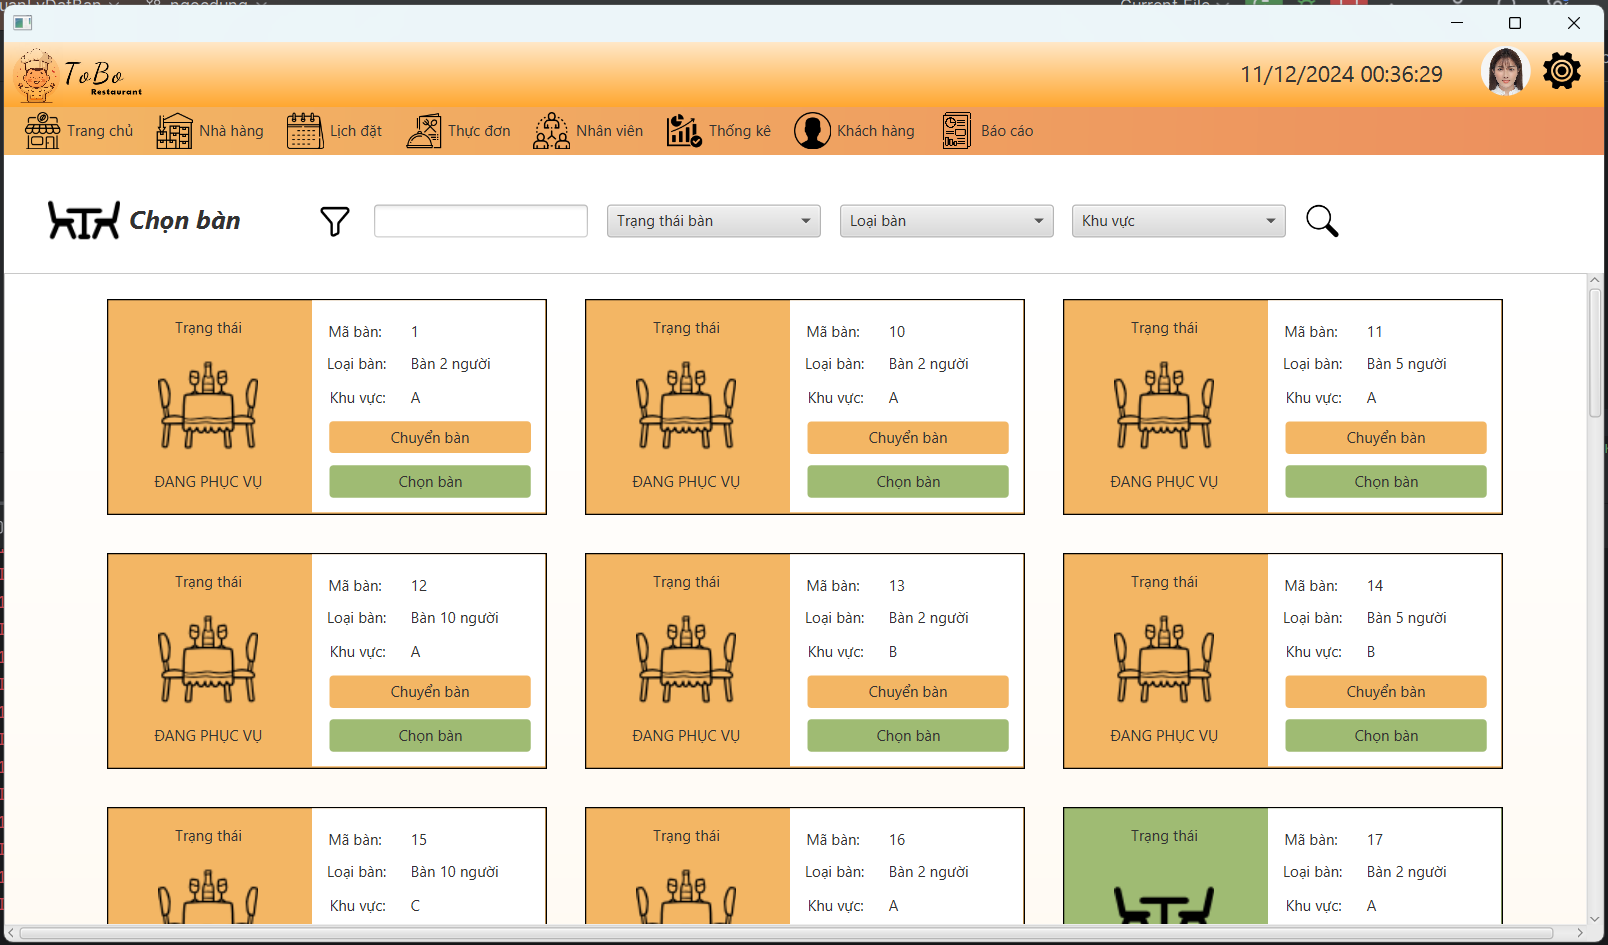 Current File
ToBo
Restaurant
11/12/2024 00:36:29
Trang chủ
Nhà hàng
Lịch đặt
Thực đơn
Nhân viên
Thống kê
Khách hàng
Báo cáo
Chọn bàn
Trạng thái bàn
Loại bàn
Khu vực
Trạng thái
ĐANG PHỤC VỤ
Mã bàn: 1
Loại bàn: Bàn 2 người
Khu vực: A
Chuyển bàn
Chọn bàn
Trạng thái
ĐANG PHỤC VỤ
Mã bàn: 10
Loại bàn: Bàn 2 người
Khu vực: A
Chuyển bàn
Chọn bàn
Trạng thái
ĐANG PHỤC VỤ
Mã bàn: 11
Loại bàn: Bàn 5 người
Khu vực: A
Chuyển bàn
Chọn bàn
Trạng thái
ĐANG PHỤC VỤ
Mã bàn: 12
Loại bàn: Bàn 10 người
Khu vực: A
Chuyển bàn
Chọn bàn
Trạng thái
ĐANG PHỤC VỤ
Mã bàn: 13
Loại bàn: Bàn 2 người
Khu vực: B
Chuyển bàn
Chọn bàn
Trạng thái
ĐANG PHỤC VỤ
Mã bàn: 14
Loại bàn: Bàn 5 người
Khu vực: B
Chuyển bàn
Chọn bàn
Trạng thái
Mã bàn: 15
Loại bàn: Bàn 10 người
Khu vực: C
Trạng thái
Mã bàn: 16
Loại bàn: Bàn 2 người
Khu vực: A
Trạng thái
Mã bàn: 17
Loại bàn: Bàn 2 người
Khu vực: A